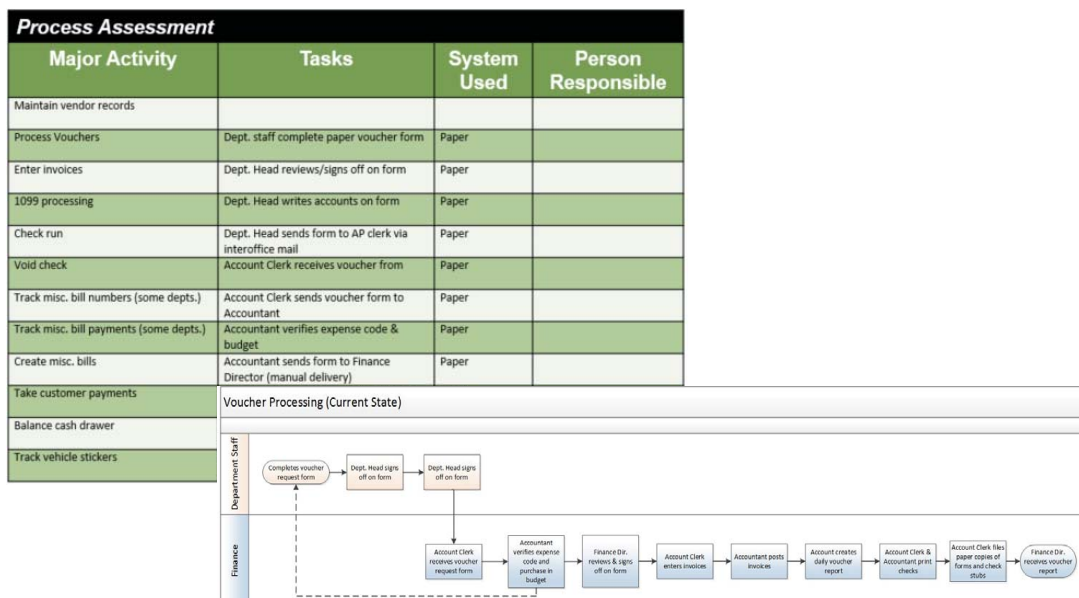 Process Assessment
Major Activity Tasks System Used Person Responsible
Maintain vendor records
Process Vouchers Dept. staff complete paper voucher form Paper
Enter invoices Dept. Head reviews/signs off on form Paper
1099 processing Dept. Head writes accounts on form Paper
Check run Dept. Head sends form to AP clerk via interoffice mail Paper
Void check Account Clerk receives voucher from Paper
Track misc. bill numbers (some depts.) Account Clerk sends voucher form to Accountant Paper
Track misc. bill payments (some depts.) Accountant verifies expense code & budget Paper
Create misc. bills Accountant sends form to Finance Director (manual delivery) Paper
Take customer payments
Balance cash drawer
Track vehicle stickers
Voucher Processing (Current State)
Department Staff
Completes voucher
request form
Dept. Head signs
off on form
Dept. Head signs
off on form
Finance
Account Clerk
receives voucher
request form
Accountant
verifies expense
code and
purchase in
budget
Finance Dir.
reviews & signs
off on form
Account Clerk
enters invoices
Accountant posts
invoices
Account creates
daily voucher
report
Account Clerk &
Accountant print
checks
Account Clerk files
paper copies of
forms and check
stubs
Finance Dir.
receives voucher
report